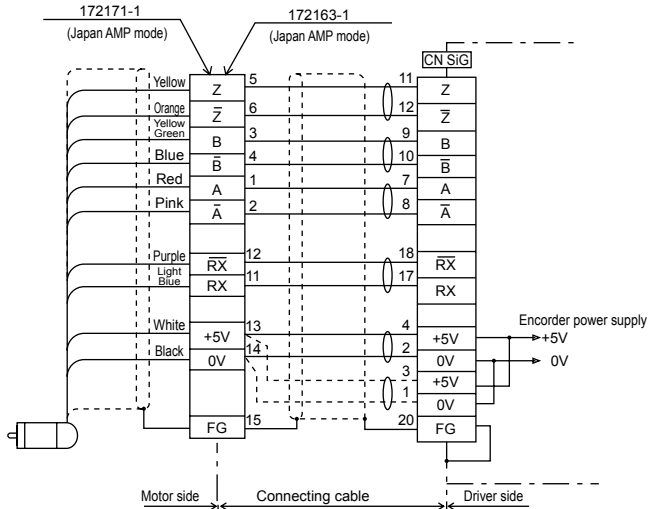 172171-1
(Japan AMP mode)
172163-1
(Japan AMP mode)
CN SiG
Yellow Z 5 11 Z
Orange Z̅ 6 12 Z̅
Yellow Green B 3 9 B
Blue B̅ 4 10 B̅
Red A 1 7 A
Pink A̅ 2 8 A̅
Purple R̅X̅ 12 18 R̅X̅
Light Blue RX 11 17 RX
Encorder power supply
White +5V 13 4 +5V +5V
Black 0V 14 2 0V 0V
3 +5V
1 0V
FG 15 20 FG
Motor side Connecting cable Driver side